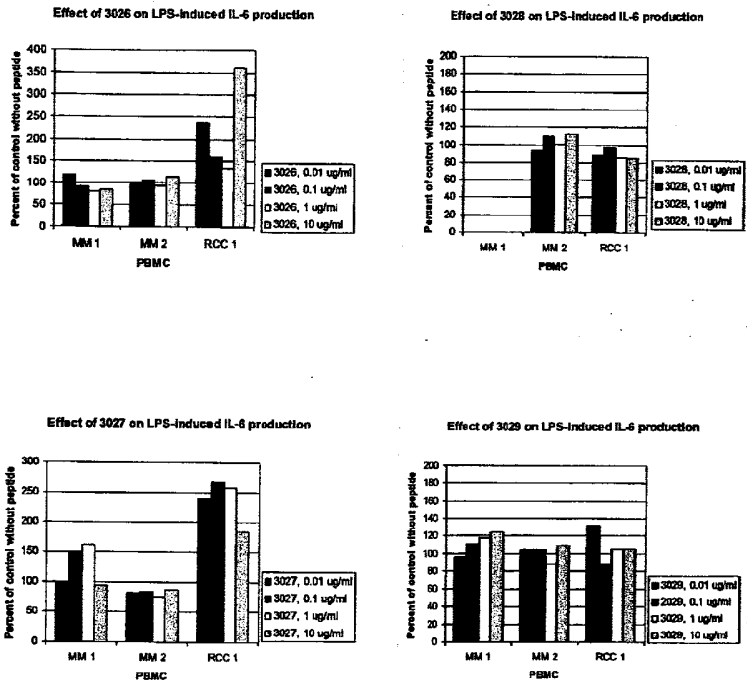 Effect of 3026 on LPS-induced IL-6 production
Percent of control without peptide
400
350
300
250
200
150
100
50
0
MM 1 MM 2 RCC 1
PBMC
3026, 0.01 ug/ml
3026, 0.1 ug/ml
3026, 1 ug/ml
3026, 10 ug/ml
Effect of 3028 on LPS-induced IL-6 production
Percent of control without peptide
200
180
160
140
120
100
80
60
40
20
0
MM 1 MM 2 RCC 1
PBMC
3028, 0.01 ug/ml
3028, 0.1 ug/ml
3028, 1 ug/ml
3028, 10 ug/ml
Effect of 3027 on LPS-induced IL-6 production
Percent of control without peptide
300
250
200
150
100
50
0
MM 1 MM 2 RCC 1
PBMC
3027, 0.01 ug/ml
3027, 0.1 ug/ml
3027, 1 ug/ml
3027, 10 ug/ml
Effect of 3029 on LPS-induced IL-6 production
Percent of control without peptide
200
180
160
140
120
100
80
60
40
20
0
MM 1 MM 2 RCC 1
PBMC
3029, 0.01 ug/ml
2029, 0.1 ug/ml
3029, 1 ug/ml
3029, 10 ug/ml